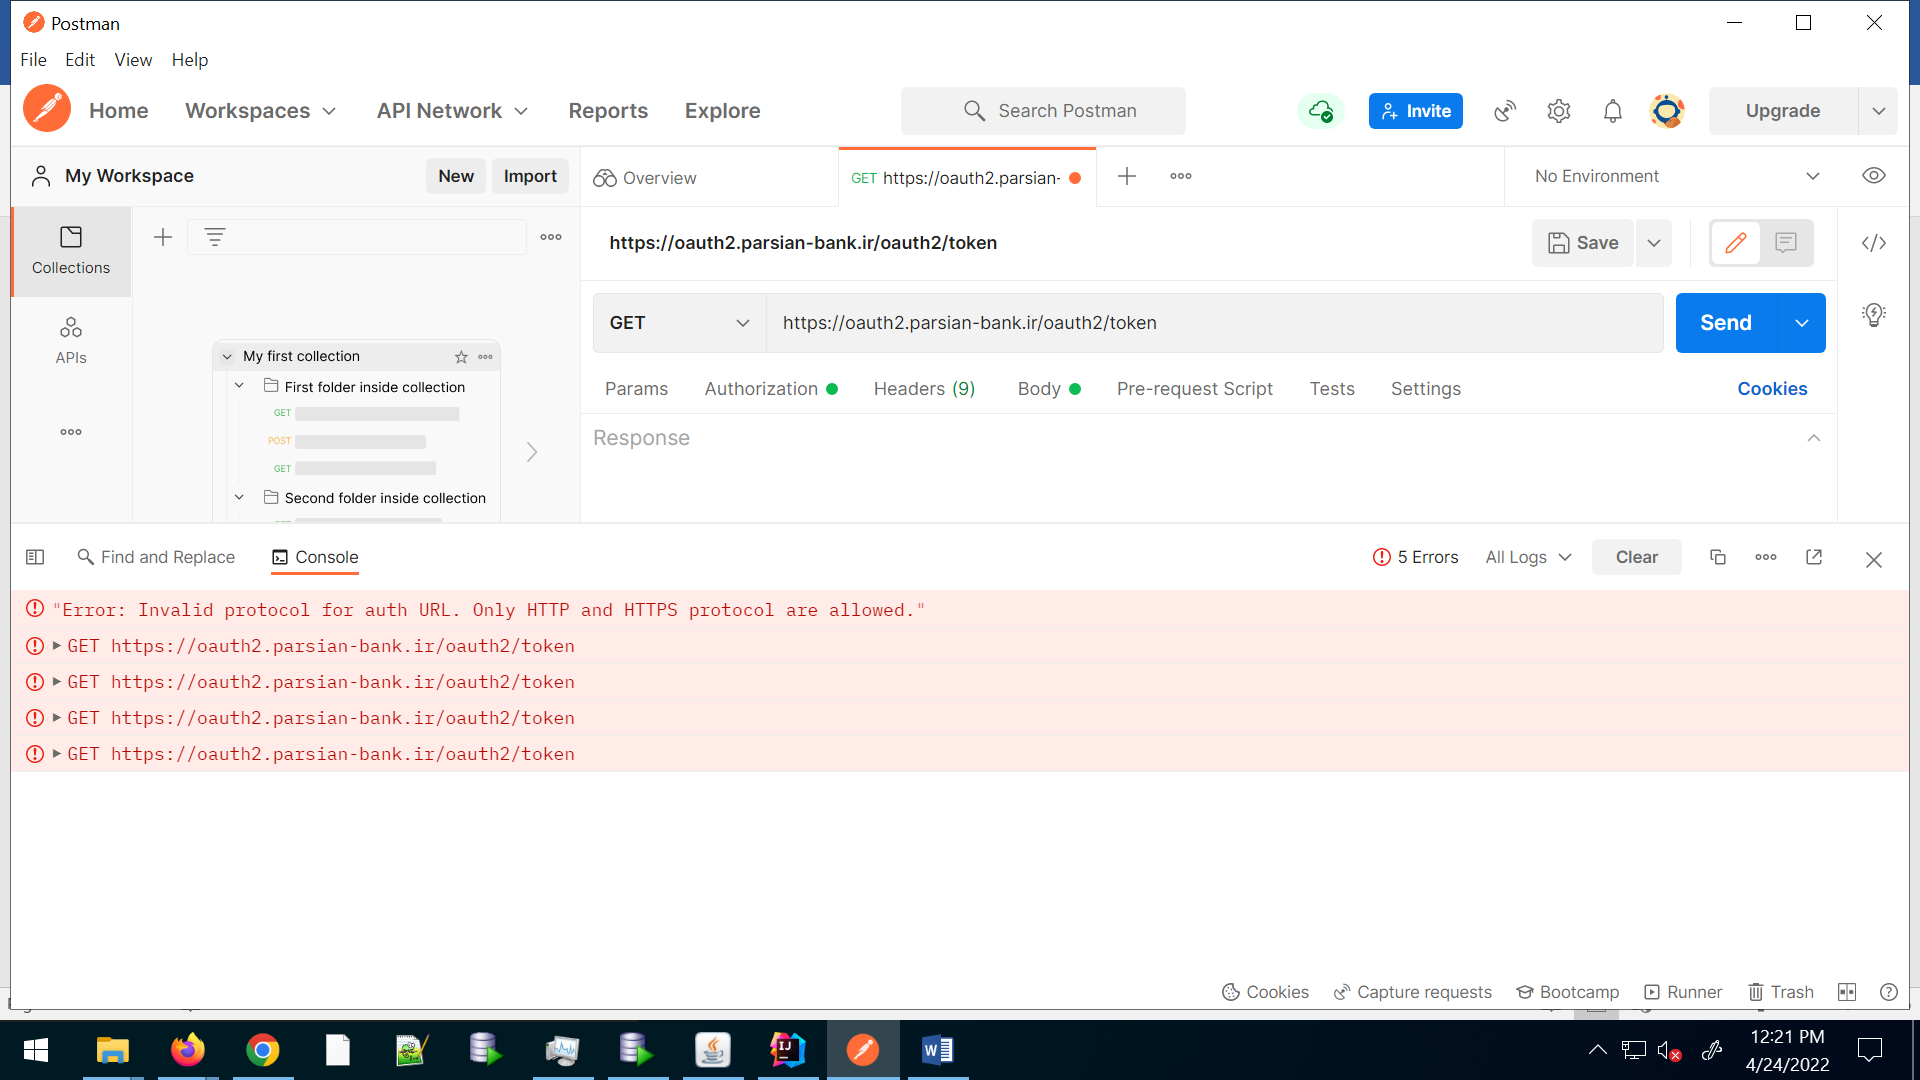 Postman
File Edit View Help
Home Workspaces API Network Reports Explore Search Postman Invite Upgrade
My Workspace New Import Overview GET https://oauth2.parsian- No Environment
Collections
https://oauth2.parsian-bank.ir/oauth2/token Save
GET https://oauth2.parsian-bank.ir/oauth2/token Send
APIs
My first collection
First folder inside collection
GET
POST
GET
Second folder inside collection
Params Authorization Headers (9) Body Pre-request Script Tests Settings Cookies
Response
Find and Replace Console 5 Errors All Logs Clear
"Error: Invalid protocol for auth URL. Only HTTP and HTTPS protocol are allowed."
GET https://oauth2.parsian-bank.ir/oauth2/token
GET https://oauth2.parsian-bank.ir/oauth2/token
GET https://oauth2.parsian-bank.ir/oauth2/token
GET https://oauth2.parsian-bank.ir/oauth2/token
Cookies Capture requests Bootcamp Runner Trash
12:21 PM
4/24/2022